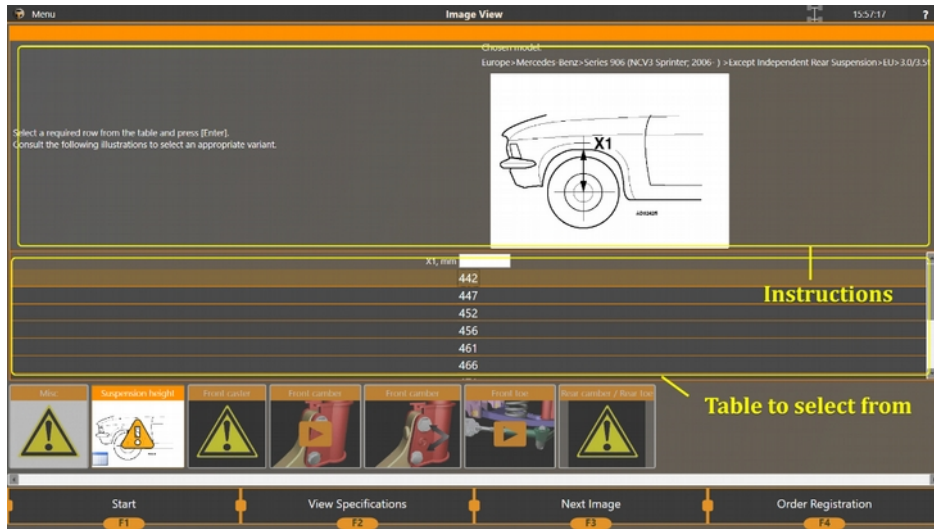 Menu
Image View
15:57:17
?
Chosen model:
Europe>Mercedes-Benz>Series 906 (NCV3 Sprinter; 2006- ) >Except Independent Rear Suspension>EU>3.0/3.5t
Select a required row from the table and press [Enter].
Consult the following illustrations to select an appropriate variant.
X1
Instructions
X1, mm
442
447
452
456
461
466
Table to select from
Misc
Suspension height
Front caster
Front camber
Front camber
Front toe
Rear camber / Rear toe
Start
View Specifications
Next Image
Order Registration
F1
F2
F3
F4